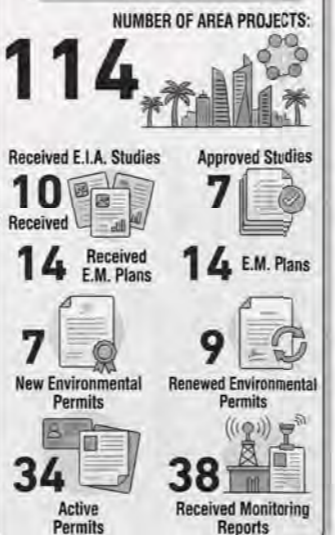 NUMBER OF AREA PROJECTS:
114
Received E.I.A. Studies
10
Received
Approved Studies
7
14 Received
E.M. Plans
14 E.M. Plans
7
New Environmental
Permits
9
Renewed Environmental
Permits
34
Active
Permits
38
Received Monitoring
Reports